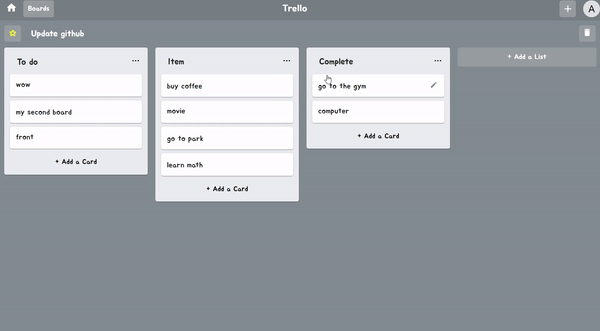 Boards
Trello
A
Update github
To do
wow
my second board
front
+ Add a Card
Item
buy coffee
movie
go to park
learn math
+ Add a Card
Complete
go to the gym
computer
+ Add a Card
+ Add a List